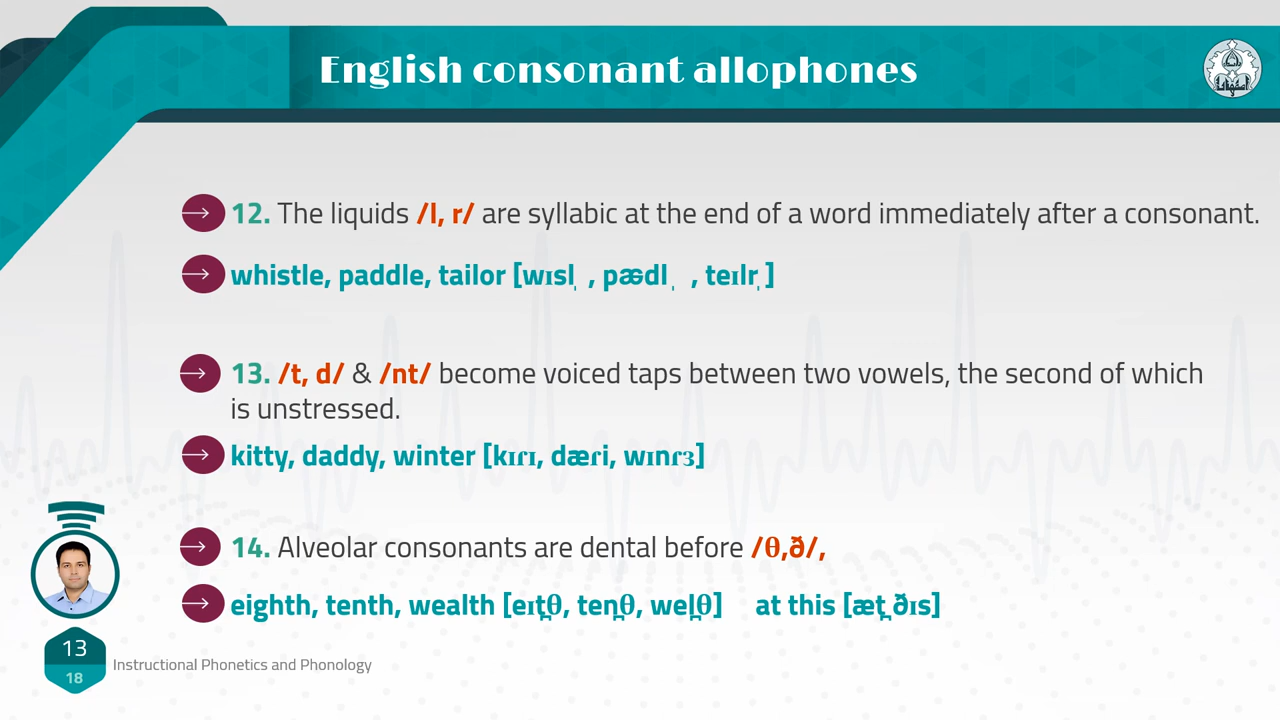 English consonant allophones
12. The liquids /l, r/ are syllabic at the end of a word immediately after a consonant.
whistle, paddle, tailor [wɪsl̩ , pædl̩ , teɪlr̩ ]
13. /t, d/ & /nt/ become voiced taps between two vowels, the second of which
is unstressed.
kitty, daddy, winter [kɪɾɪ, dæɾi, wɪnɾɜ]
14. Alveolar consonants are dental before /θ,ð/,
eighth, tenth, wealth [eɪt̪θ, ten̪θ, wel̪θ] at this [æt̪ ðɪs]
13
18
Instructional Phonetics and Phonology